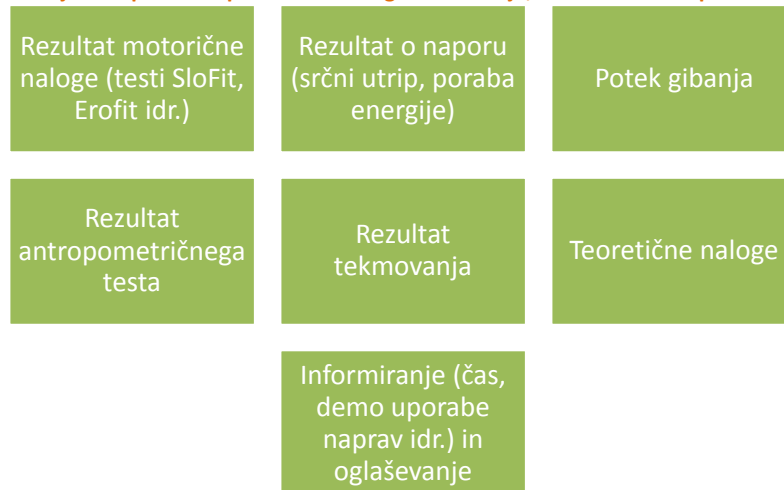 Rezultat motorične
naloge (testi SloFit,
Erofit idr.)
Rezultat o naporu
(srčni utrip, poraba
energije)
Potek gibanja
Rezultat
antropometričnega
testa
Rezultat
tekmovanja
Teoretične naloge
Informiranje (čas,
demo uporabe
naprav idr.) in
oglaševanje